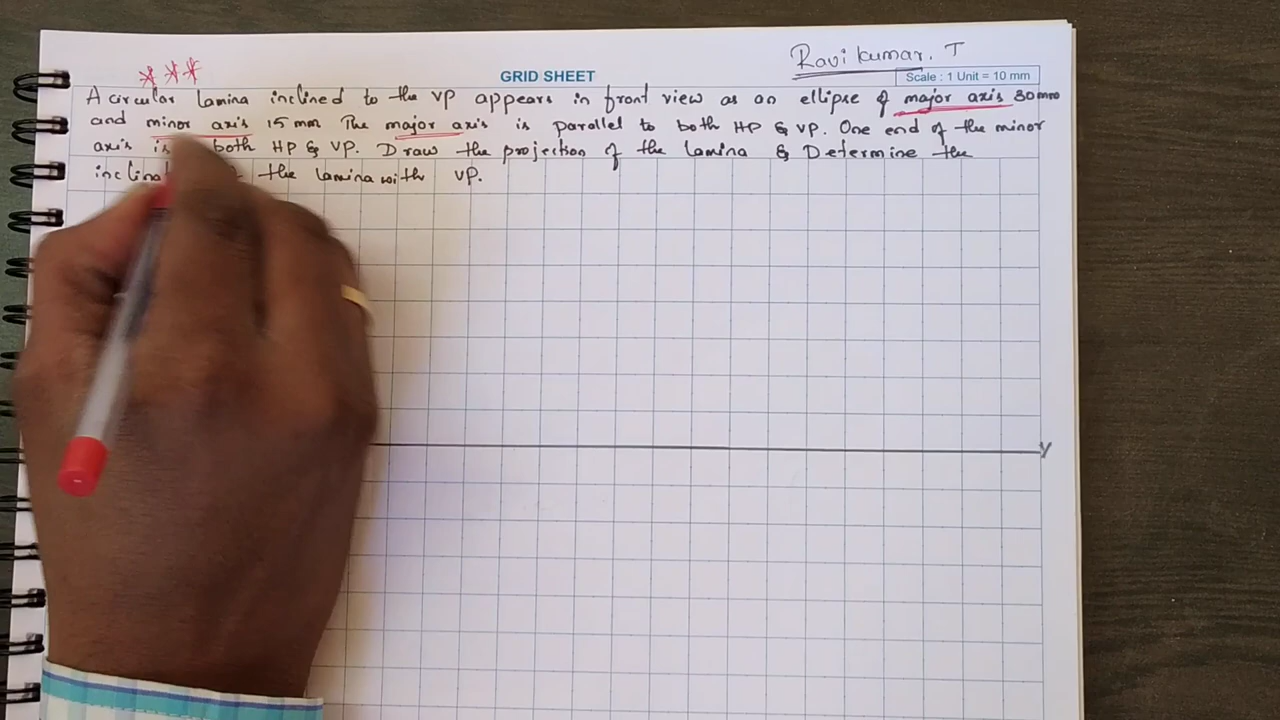 Ravi kumar. T
GRID SHEET
Scale : 1 Unit = 10 mm
A circular lamina inclined to the VP appears in front view as an ellipse of major axis 30mm
and minor axis 15 mm The major axis is parallel to both HP & VP. One end of the minor
axis is both HP & VP. Draw the projection of the lamina & Determine the
the lamina with VP.
Y